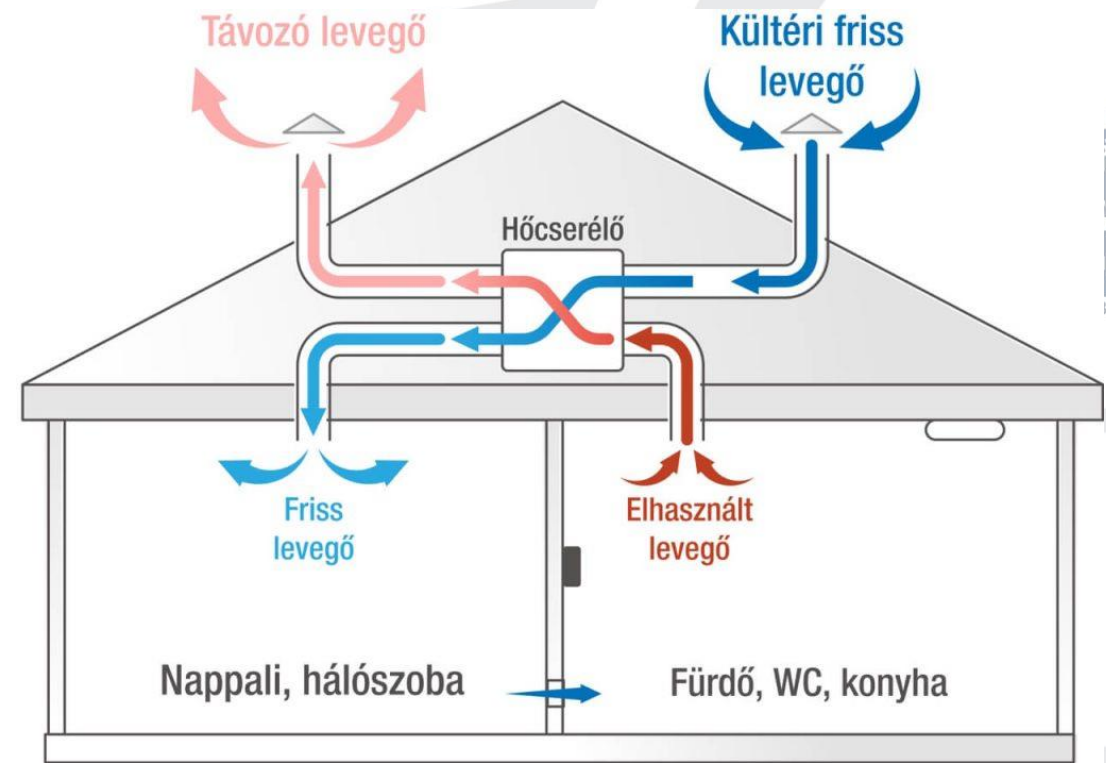 Távozó levegő
Kültéri friss
levegő
Hőcserélő
Friss
levegő
Elhasznált
levegő
Nappali, hálószoba
Fürdő, WC, konyha